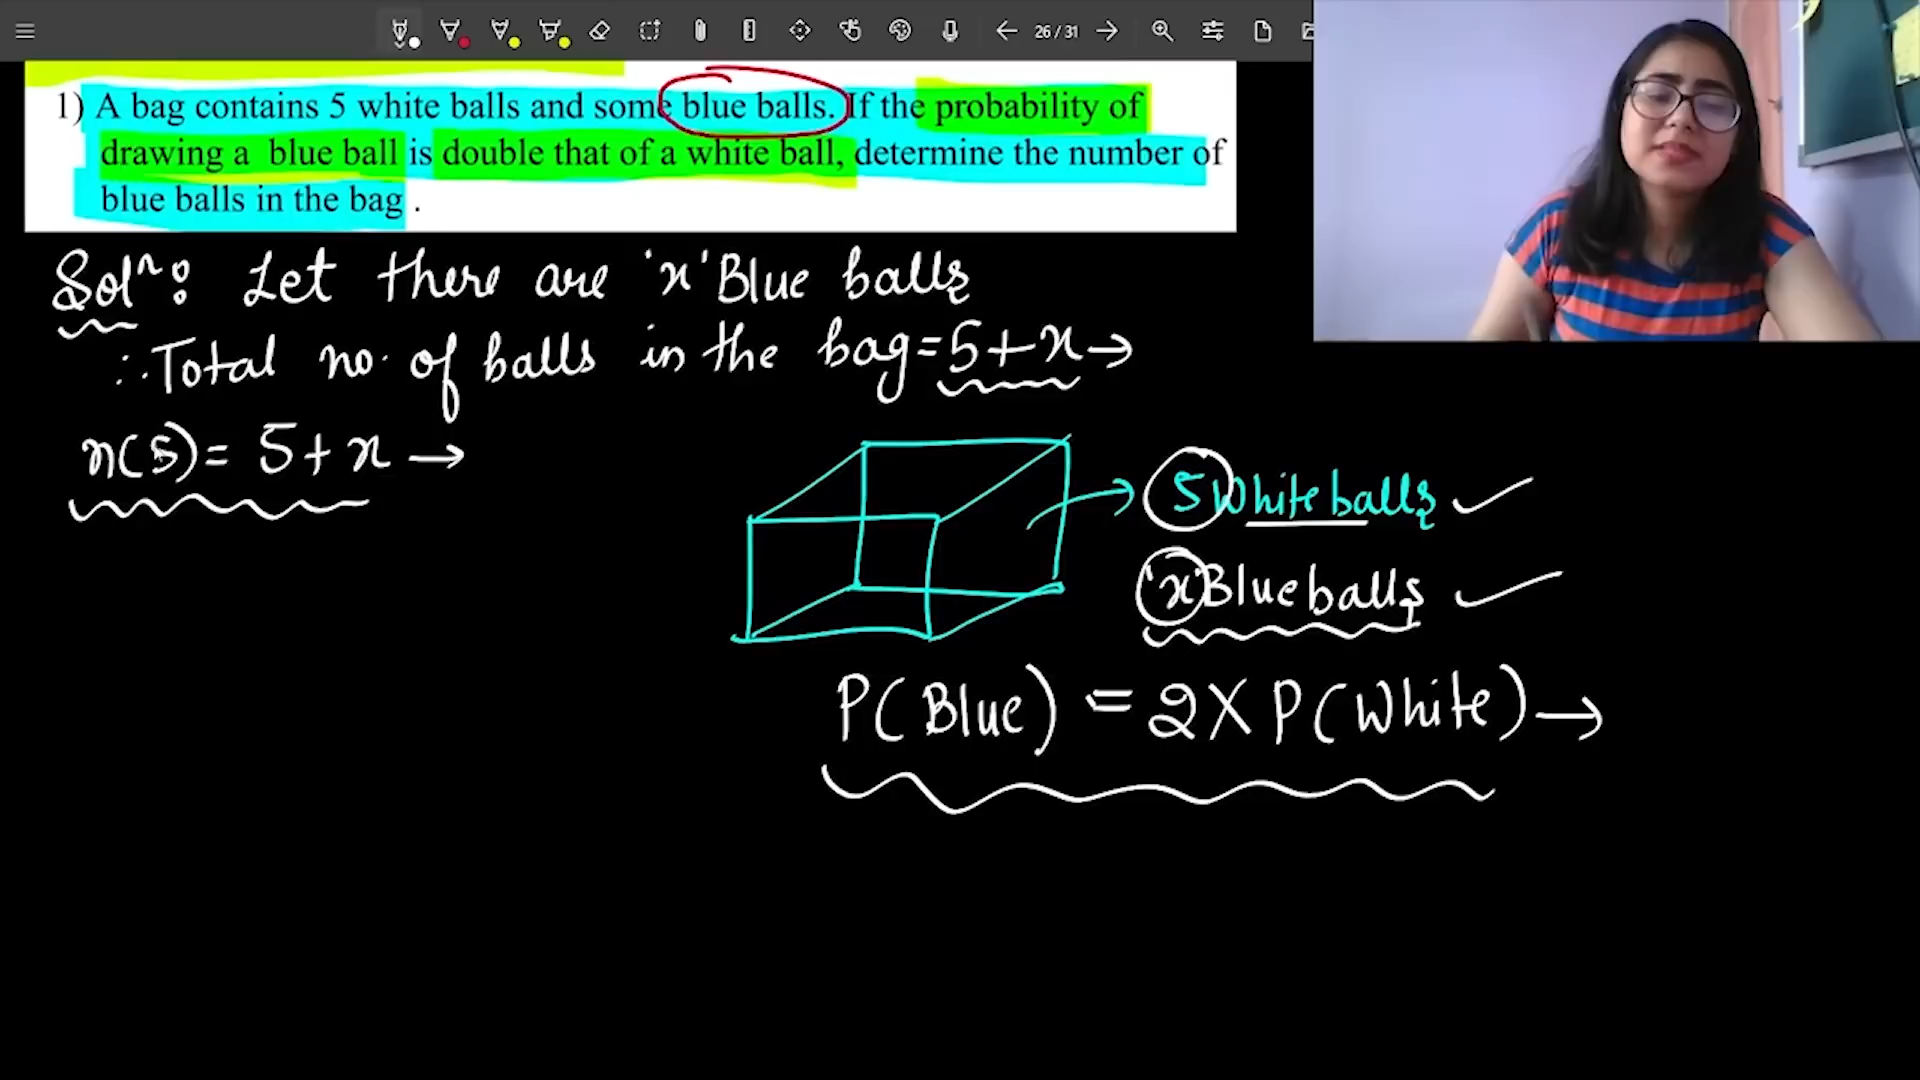 26/31
1) A bag contains 5 white balls and some blue balls. If the probability of
drawing a blue ball is double that of a white ball, determine the number of
blue balls in the bag .
Solⁿ: Let there are 'x' Blue balls
∴ Total no. of balls in the bag = 5+x →
n(S) = 5+x →
5 White balls ✓
'x' Blue balls ✓
P(Blue) = 2 X P(White) →